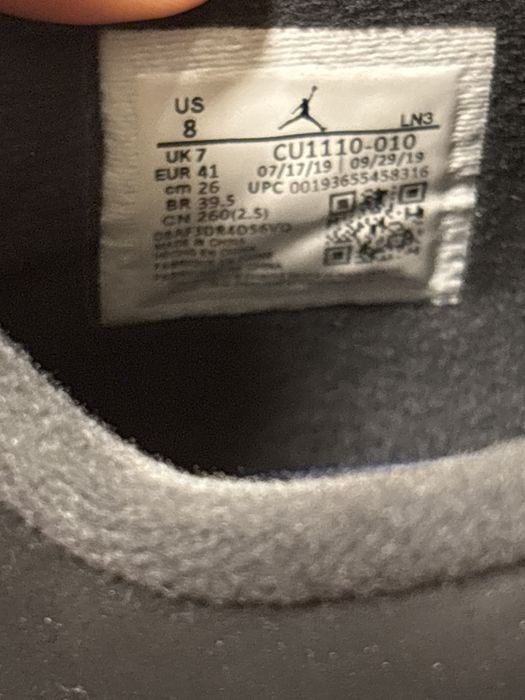 US
8
LN3
UK 7
EUR 41
cm 26
BR 39.5
CN 260(2.5)
CU1110-010
07/17/19 | 09/29/19
UPC 00193655458316
MADE IN CHINA